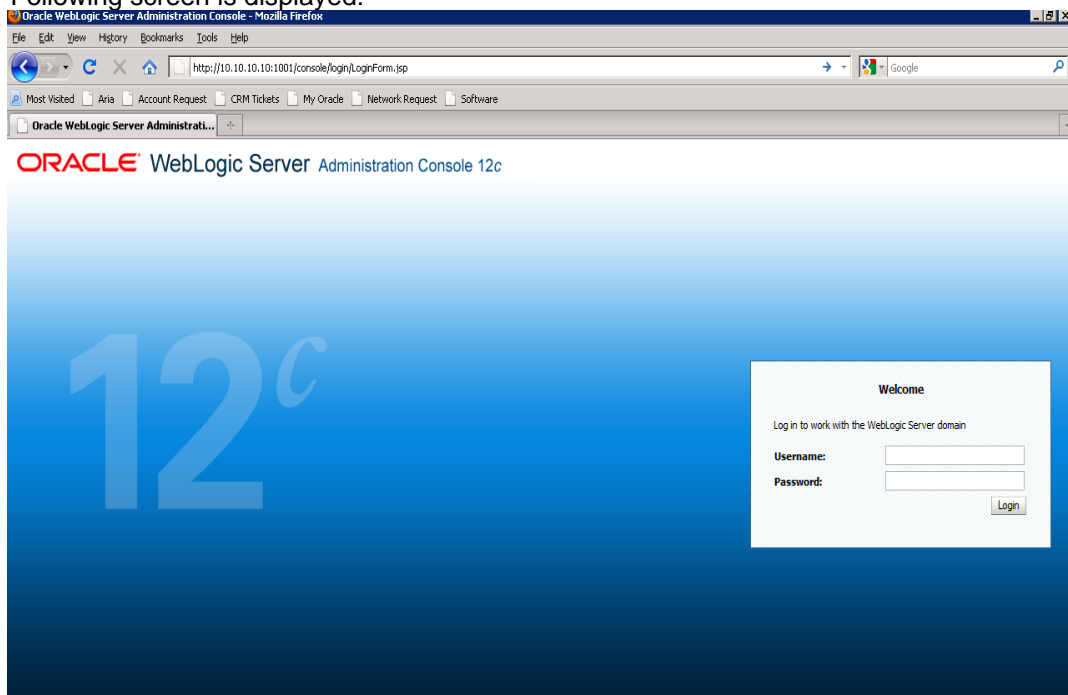 Following screen is displayed.
Oracle WebLogic Server Administration Console - Mozilla Firefox
File Edit View History Bookmarks Tools Help
http://10.10.10.10:1001/console/login/LoginForm.jsp Google
Most Visited Aria Account Request CRM Tickets My Oracle Network Request Software
Oracle WebLogic Server Administrati...
ORACLE WebLogic Server Administration Console 12c
12c
Welcome
Log in to work with the WebLogic Server domain
Username:
Password:
Login